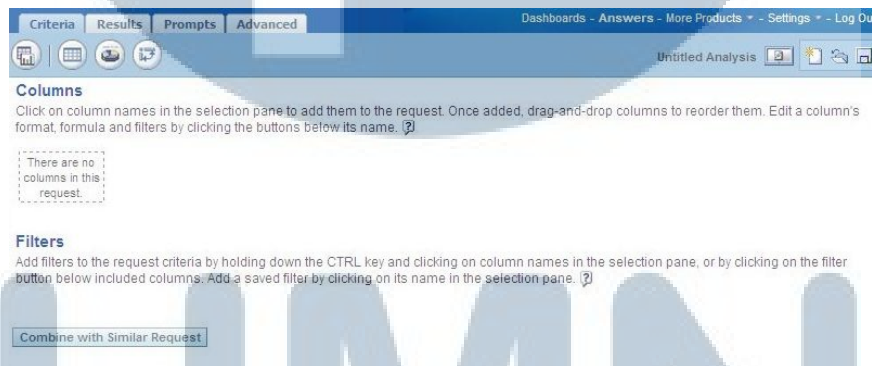 Criteria Results Prompts Advanced Dashboards - Answers - More Products - Settings - Log Ou
Untitled Analysis
Columns
Click on column names in the selection pane to add them to the request. Once added, drag-and-drop columns to reorder them. Edit a column's
format, formula and filters by clicking the buttons below its name. ?
There are no
columns in this
request.
Filters
Add filters to the request criteria by holding down the CTRL key and clicking on column names in the selection pane, or by clicking on the filter
button below included columns. Add a saved filter by clicking on its name in the selection pane. ?
Combine with Similar Request
UMN